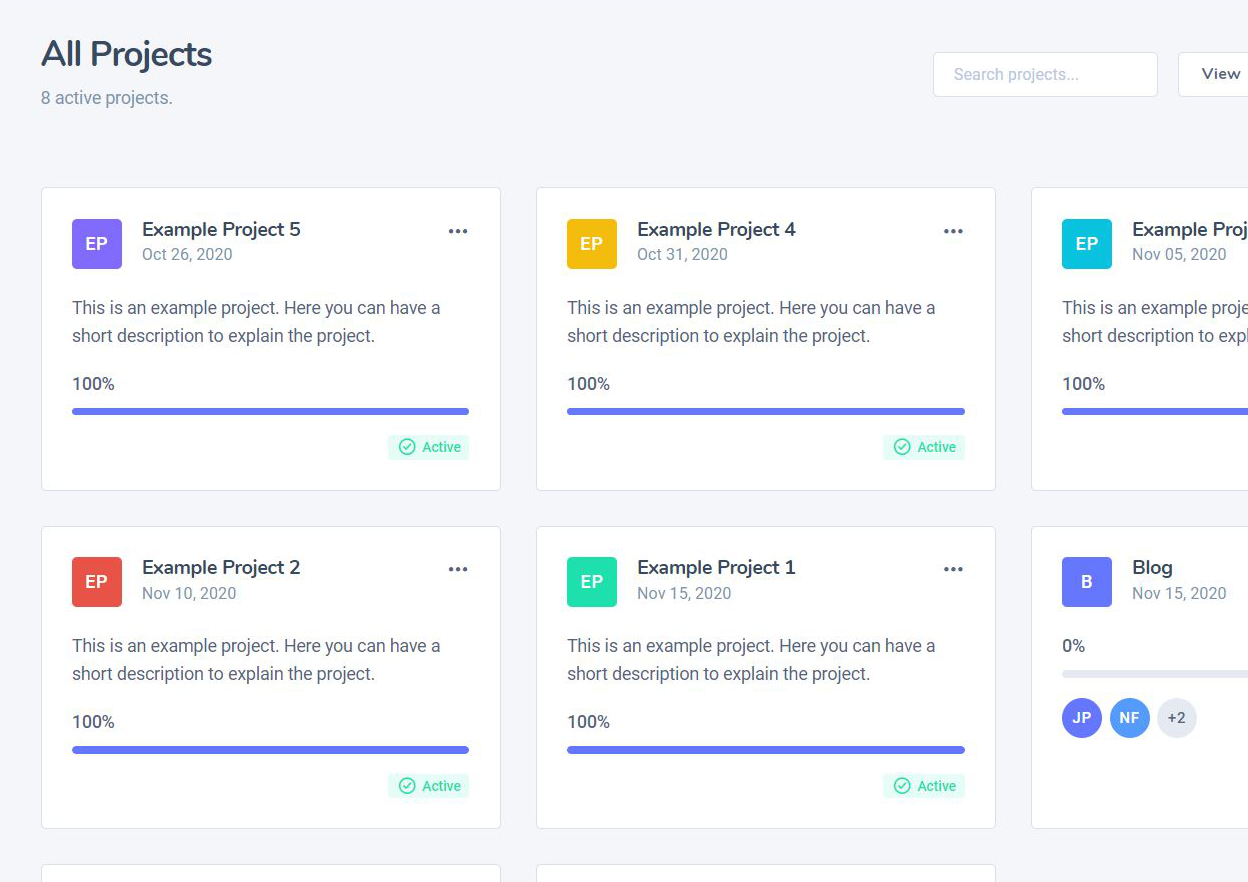 All Projects
8 active projects.
Search projects...
View
EP
Example Project 5
Oct 26, 2020
This is an example project. Here you can have a
short description to explain the project.
100%
Active
EP
Example Project 4
Oct 31, 2020
This is an example project. Here you can have a
short description to explain the project.
100%
Active
EP
Example Proj
Nov 05, 2020
This is an example proje
short description to expl
100%
EP
Example Project 2
Nov 10, 2020
This is an example project. Here you can have a
short description to explain the project.
100%
Active
EP
Example Project 1
Nov 15, 2020
This is an example project. Here you can have a
short description to explain the project.
100%
Active
B
Blog
Nov 15, 2020
0%
JP NF +2